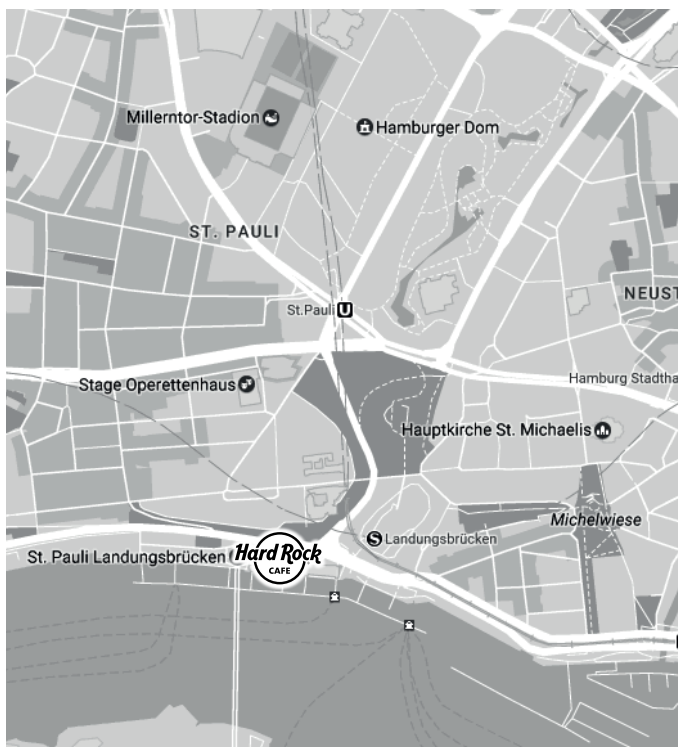 Millerntor-Stadion
Hamburger Dom
ST. PAULI
NEUST
St.Pauli U
Hamburg Stadtha
Stage Operettenhaus
Hauptkirche St. Michaelis
Michelwiese
S Landungsbrücken
St. Pauli Landungsbrücken
Hard Rock
CAFE